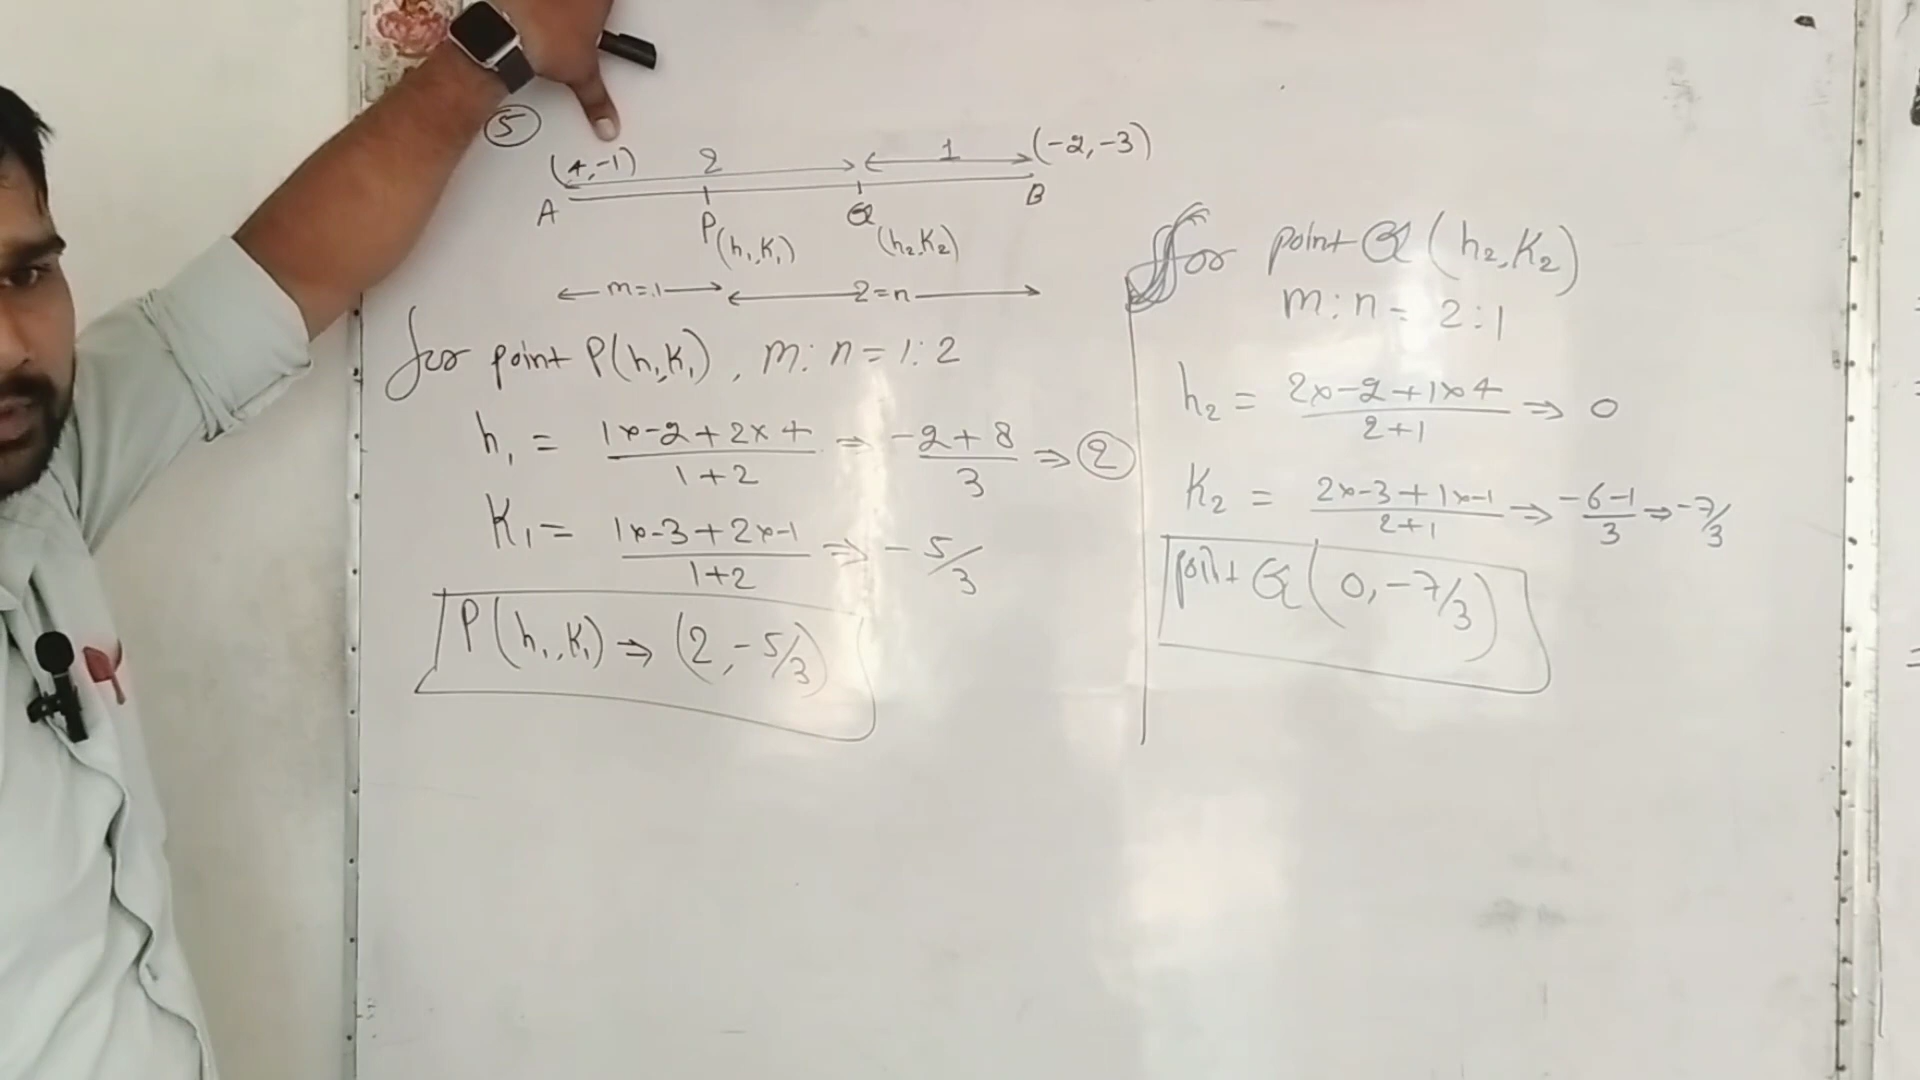 5
(4,-1) 2 1 (-2,-3)
A P(h₁,K₁) Q(h₂,K₂) B
m=1 2=n
for point P(h₁,K₁), m:n=1:2
h₁ = (1×-2+2×4)/(1+2) ⇒ (-2+8)/3 ⇒ 2
K₁ = (1×-3+2×-1)/(1+2) ⇒ -5/3
P(h₁,K₁) ⇒ (2,-5/3)
for point Q(h₂,K₂)
m:n = 2:1
h₂ = (2×-2+1×4)/(2+1) ⇒ 0
K₂ = (2×-3+1×-1)/(2+1) ⇒ (-6-1)/3 ⇒ -7/3
point Q(0,-7/3)